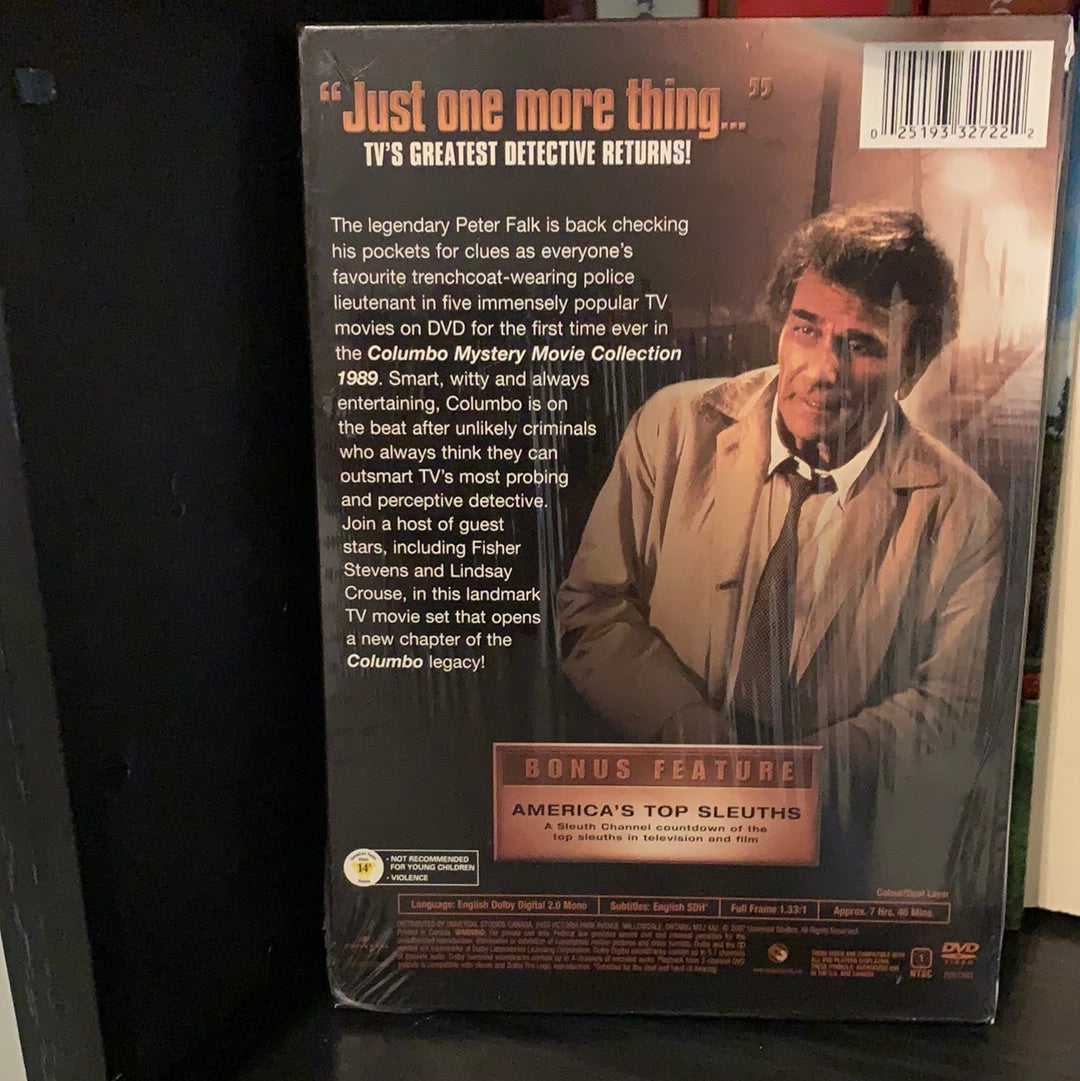 “Just one more thing...”
TV'S GREATEST DETECTIVE RETURNS!
0 25193 32722 2
The legendary Peter Falk is back checking
his pockets for clues as everyone's
favourite trenchcoat-wearing police
lieutenant in five immensely popular TV
movies on DVD for the first time ever in
the Columbo Mystery Movie Collection
1989. Smart, witty and always
entertaining, Columbo is on
the beat after unlikely criminals
who always think they can
outsmart TV's most probing
and perceptive detective.
Join a host of guest
stars, including Fisher
Stevens and Lindsay
Crouse, in this landmark
TV movie set that opens
a new chapter of the
Columbo legacy!
BONUS FEATURE
AMERICA'S TOP SLEUTHS
A Sleuth Channel countdown of the
top sleuths in television and film
14
• NOT RECOMMENDED
FOR YOUNG CHILDREN
• VIOLENCE
Colour/Dual Layer
Language: English Dolby Digital 2.0 Mono
Subtitles: English SDH*
Full Frame 1.33:1
Approx. 7 Hrs. 46 Mins.
1
NTSC
DVD
VIDEO